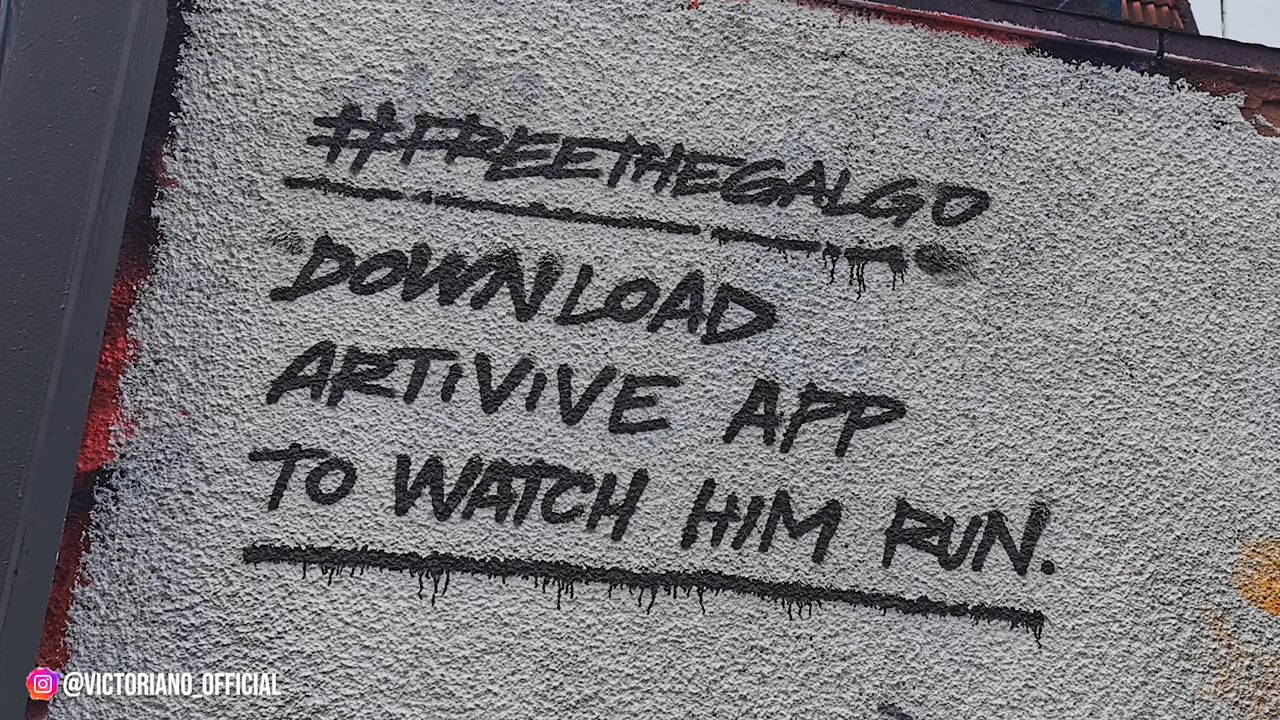 #FREETHEGALGO
DOWNLOAD
ARTIVIVE APP
TO WATCH HIM RUN.
@VICTORIANO_OFFICIAL